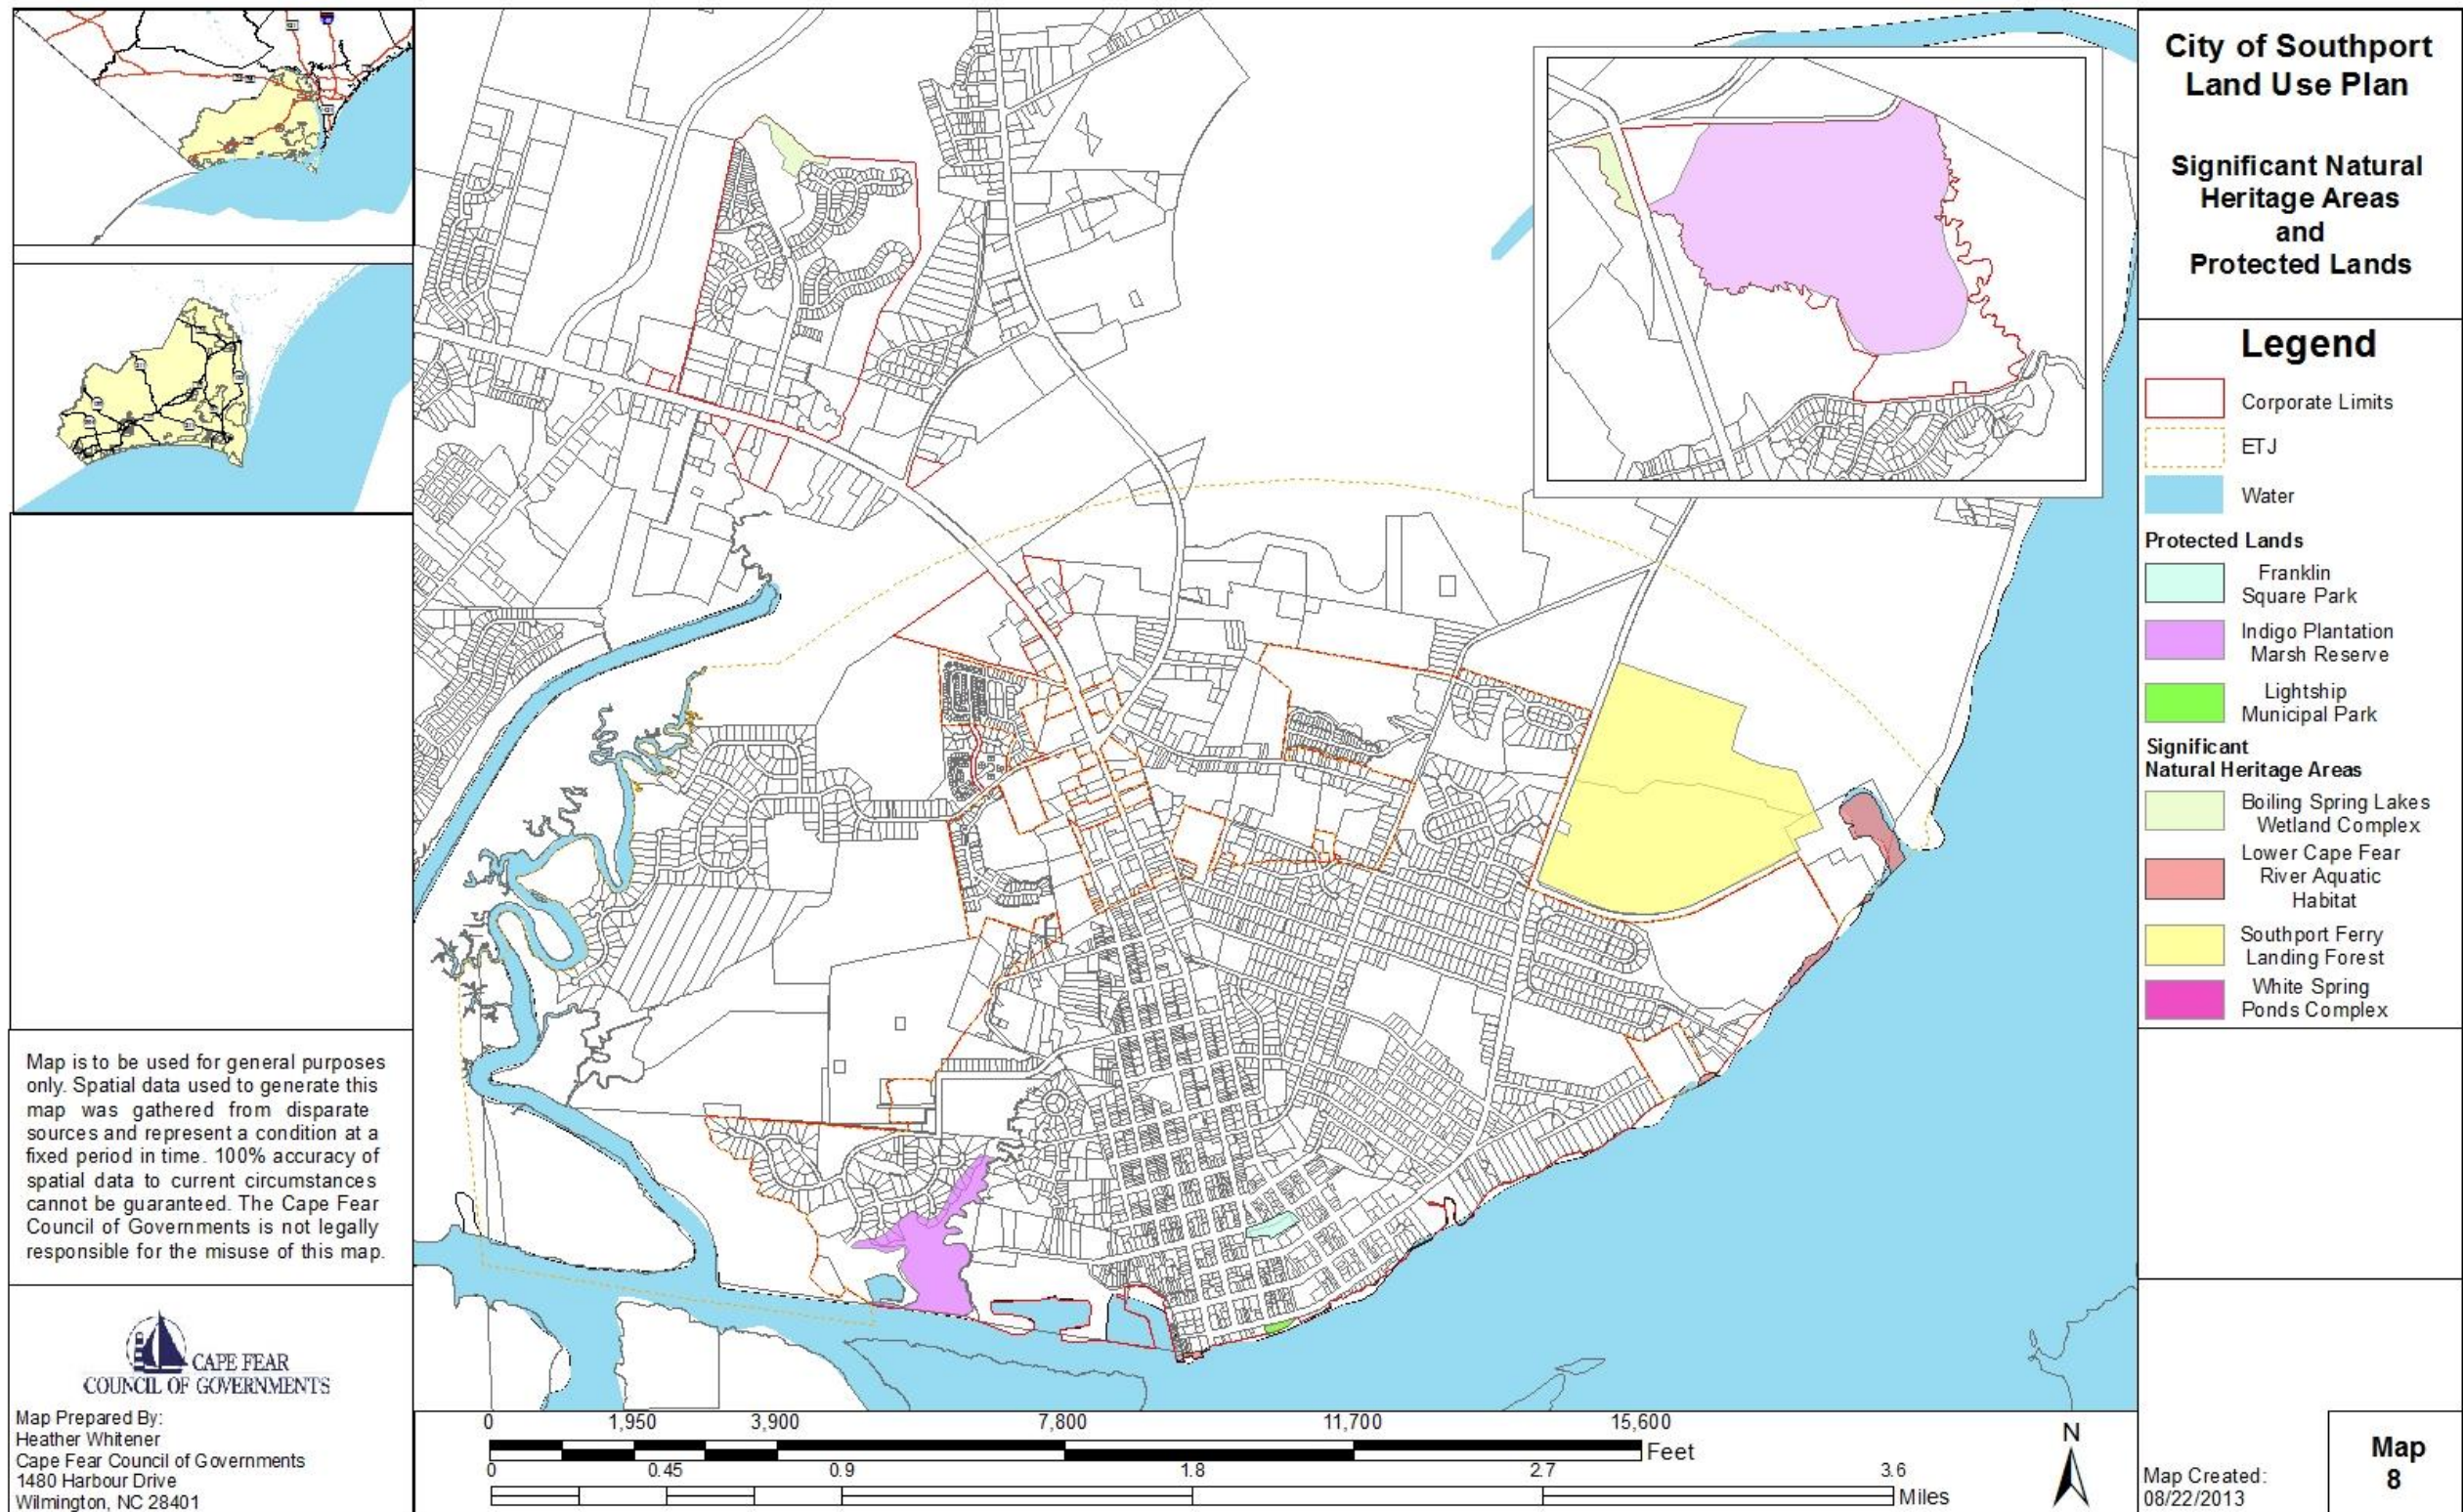 City of Southport
Land Use Plan
Significant Natural
Heritage Areas
and
Protected Lands
Legend
Corporate Limits
ETJ
Water
Protected Lands
Franklin
Square Park
Indigo Plantation
Marsh Reserve
Lightship
Municipal Park
Significant
Natural Heritage Areas
Boiling Spring Lakes
Wetland Complex
Lower Cape Fear
River Aquatic
Habitat
Southport Ferry
Landing Forest
White Spring
Ponds Complex
Map is to be used for general purposes
only. Spatial data used to generate this
map was gathered from disparate
sources and represent a condition at a
fixed period in time. 100% accuracy of
spatial data to current circumstances
cannot be guaranteed. The Cape Fear
Council of Governments is not legally
responsible for the misuse of this map.
CAPE FEAR
COUNCIL OF GOVERNMENTS
Map Prepared By:
Heather Whitener
Cape Fear Council of Governments
1480 Harbour Drive
Wilmington, NC 28401
0 1,950 3,900 7,800 11,700 15,600
Feet
0 0.45 0.9 1.8 2.7 3.6
Miles
N
Map Created:
08/22/2013
Map
8